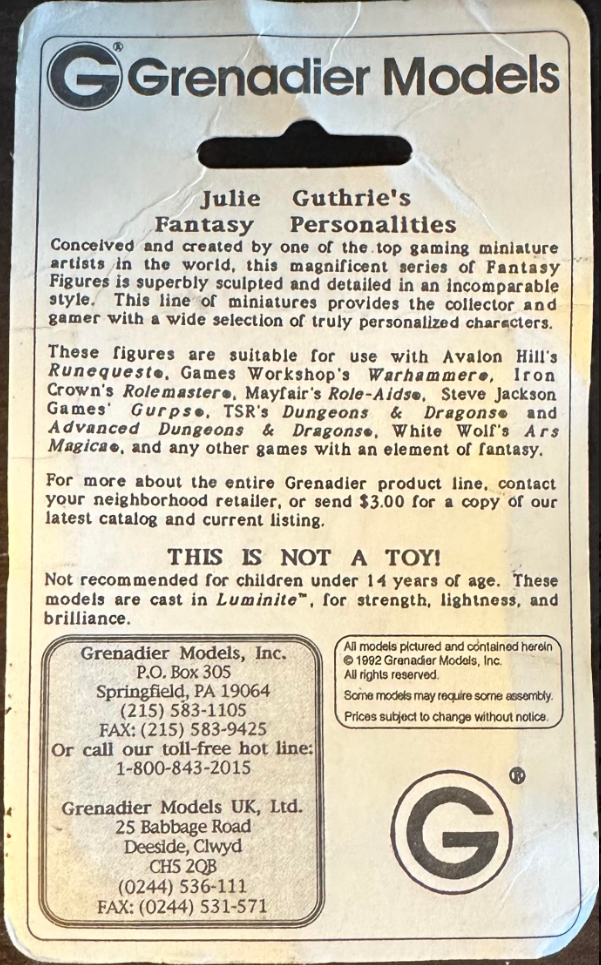 G® Grenadier Models
Julie Guthrie's
Fantasy Personalities
Conceived and created by one of the top gaming miniature
artists in the world, this magnificent series of Fantasy
Figures is superbly sculpted and detailed in an incomparable
style. This line of miniatures provides the collector and
gamer with a wide selection of truly personalized characters.
These figures are suitable for use with Avalon Hill's
Runequest®, Games Workshop's Warhammer®, Iron
Crown's Rolemaster®, Mayfair's Role-Aids®, Steve Jackson
Games' Gurps®, TSR's Dungeons & Dragons® and
Advanced Dungeons & Dragons®, White Wolf's Ars
Magica®, and any other games with an element of fantasy.
For more about the entire Grenadier product line, contact
your neighborhood retailer, or send $3.00 for a copy of our
latest catalog and current listing.
THIS IS NOT A TOY!
Not recommended for children under 14 years of age. These
models are cast in Luminite™, for strength, lightness, and
brilliance.
Grenadier Models, Inc.
P.O. Box 305
Springfield, PA 19064
(215) 583-1105
FAX: (215) 583-9425
Or call our toll-free hot line:
1-800-843-2015
Grenadier Models UK, Ltd.
25 Babbage Road
Deeside, Clwyd
CH5 2QB
(0244) 536-111
FAX: (0244) 531-571
All models pictured and contained herein
© 1992 Grenadier Models, Inc.
All rights reserved.
Some models may require some assembly.
Prices subject to change without notice.
G®